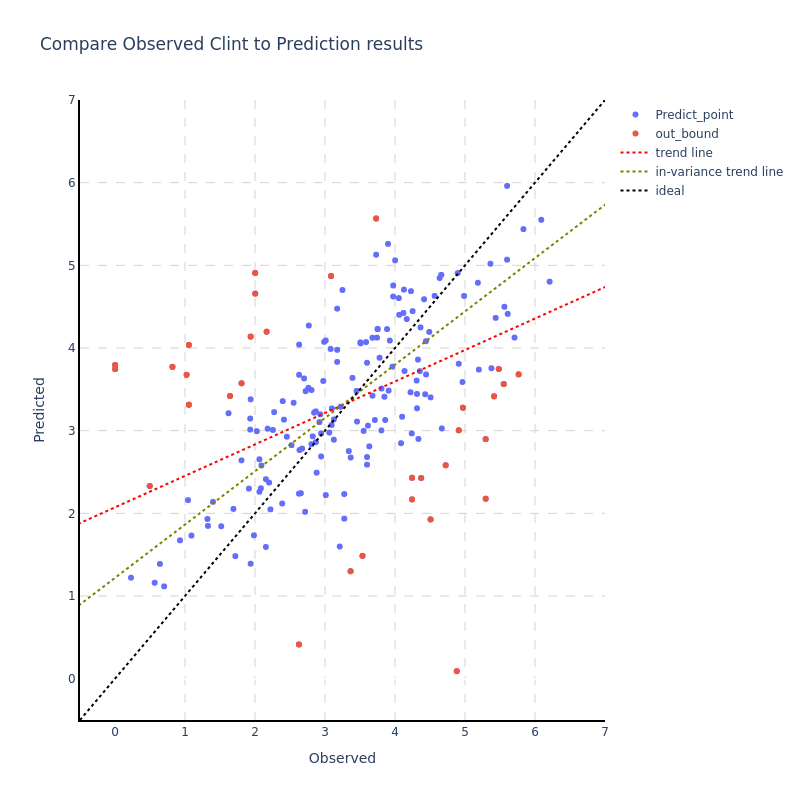 Compare Observed Clint to Prediction results
Predict_point
out_bound
trend line
in-variance trend line
ideal
7
6
5
4
3
2
1
0
Predicted
0
1
2
3
4
5
6
7
Observed